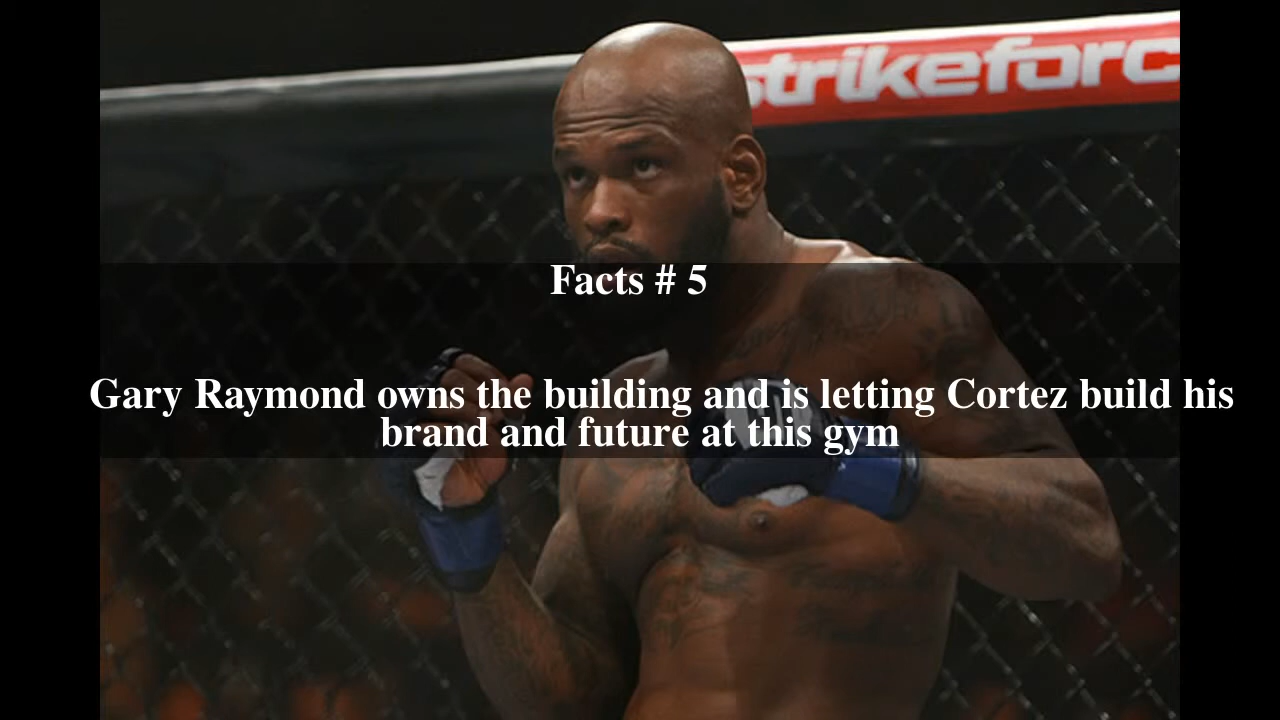 strikeforc
Facts # 5
Gary Raymond owns the building and is letting Cortez build his
brand and future at this gym